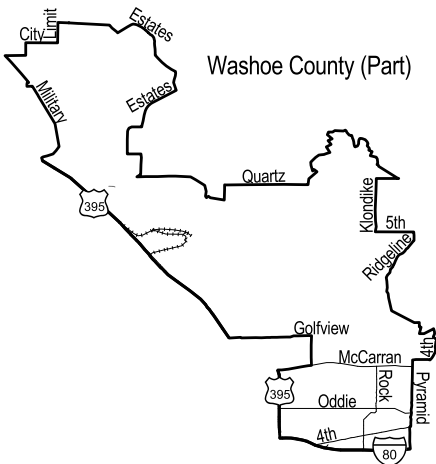 Estates
City Limit
Washoe County (Part)
Estates
Military
Quartz
Klondike
395
5th
Ridgeline
Golfview
4th
McCarran
Rock
Pyramid
395
Oddie
4th
80